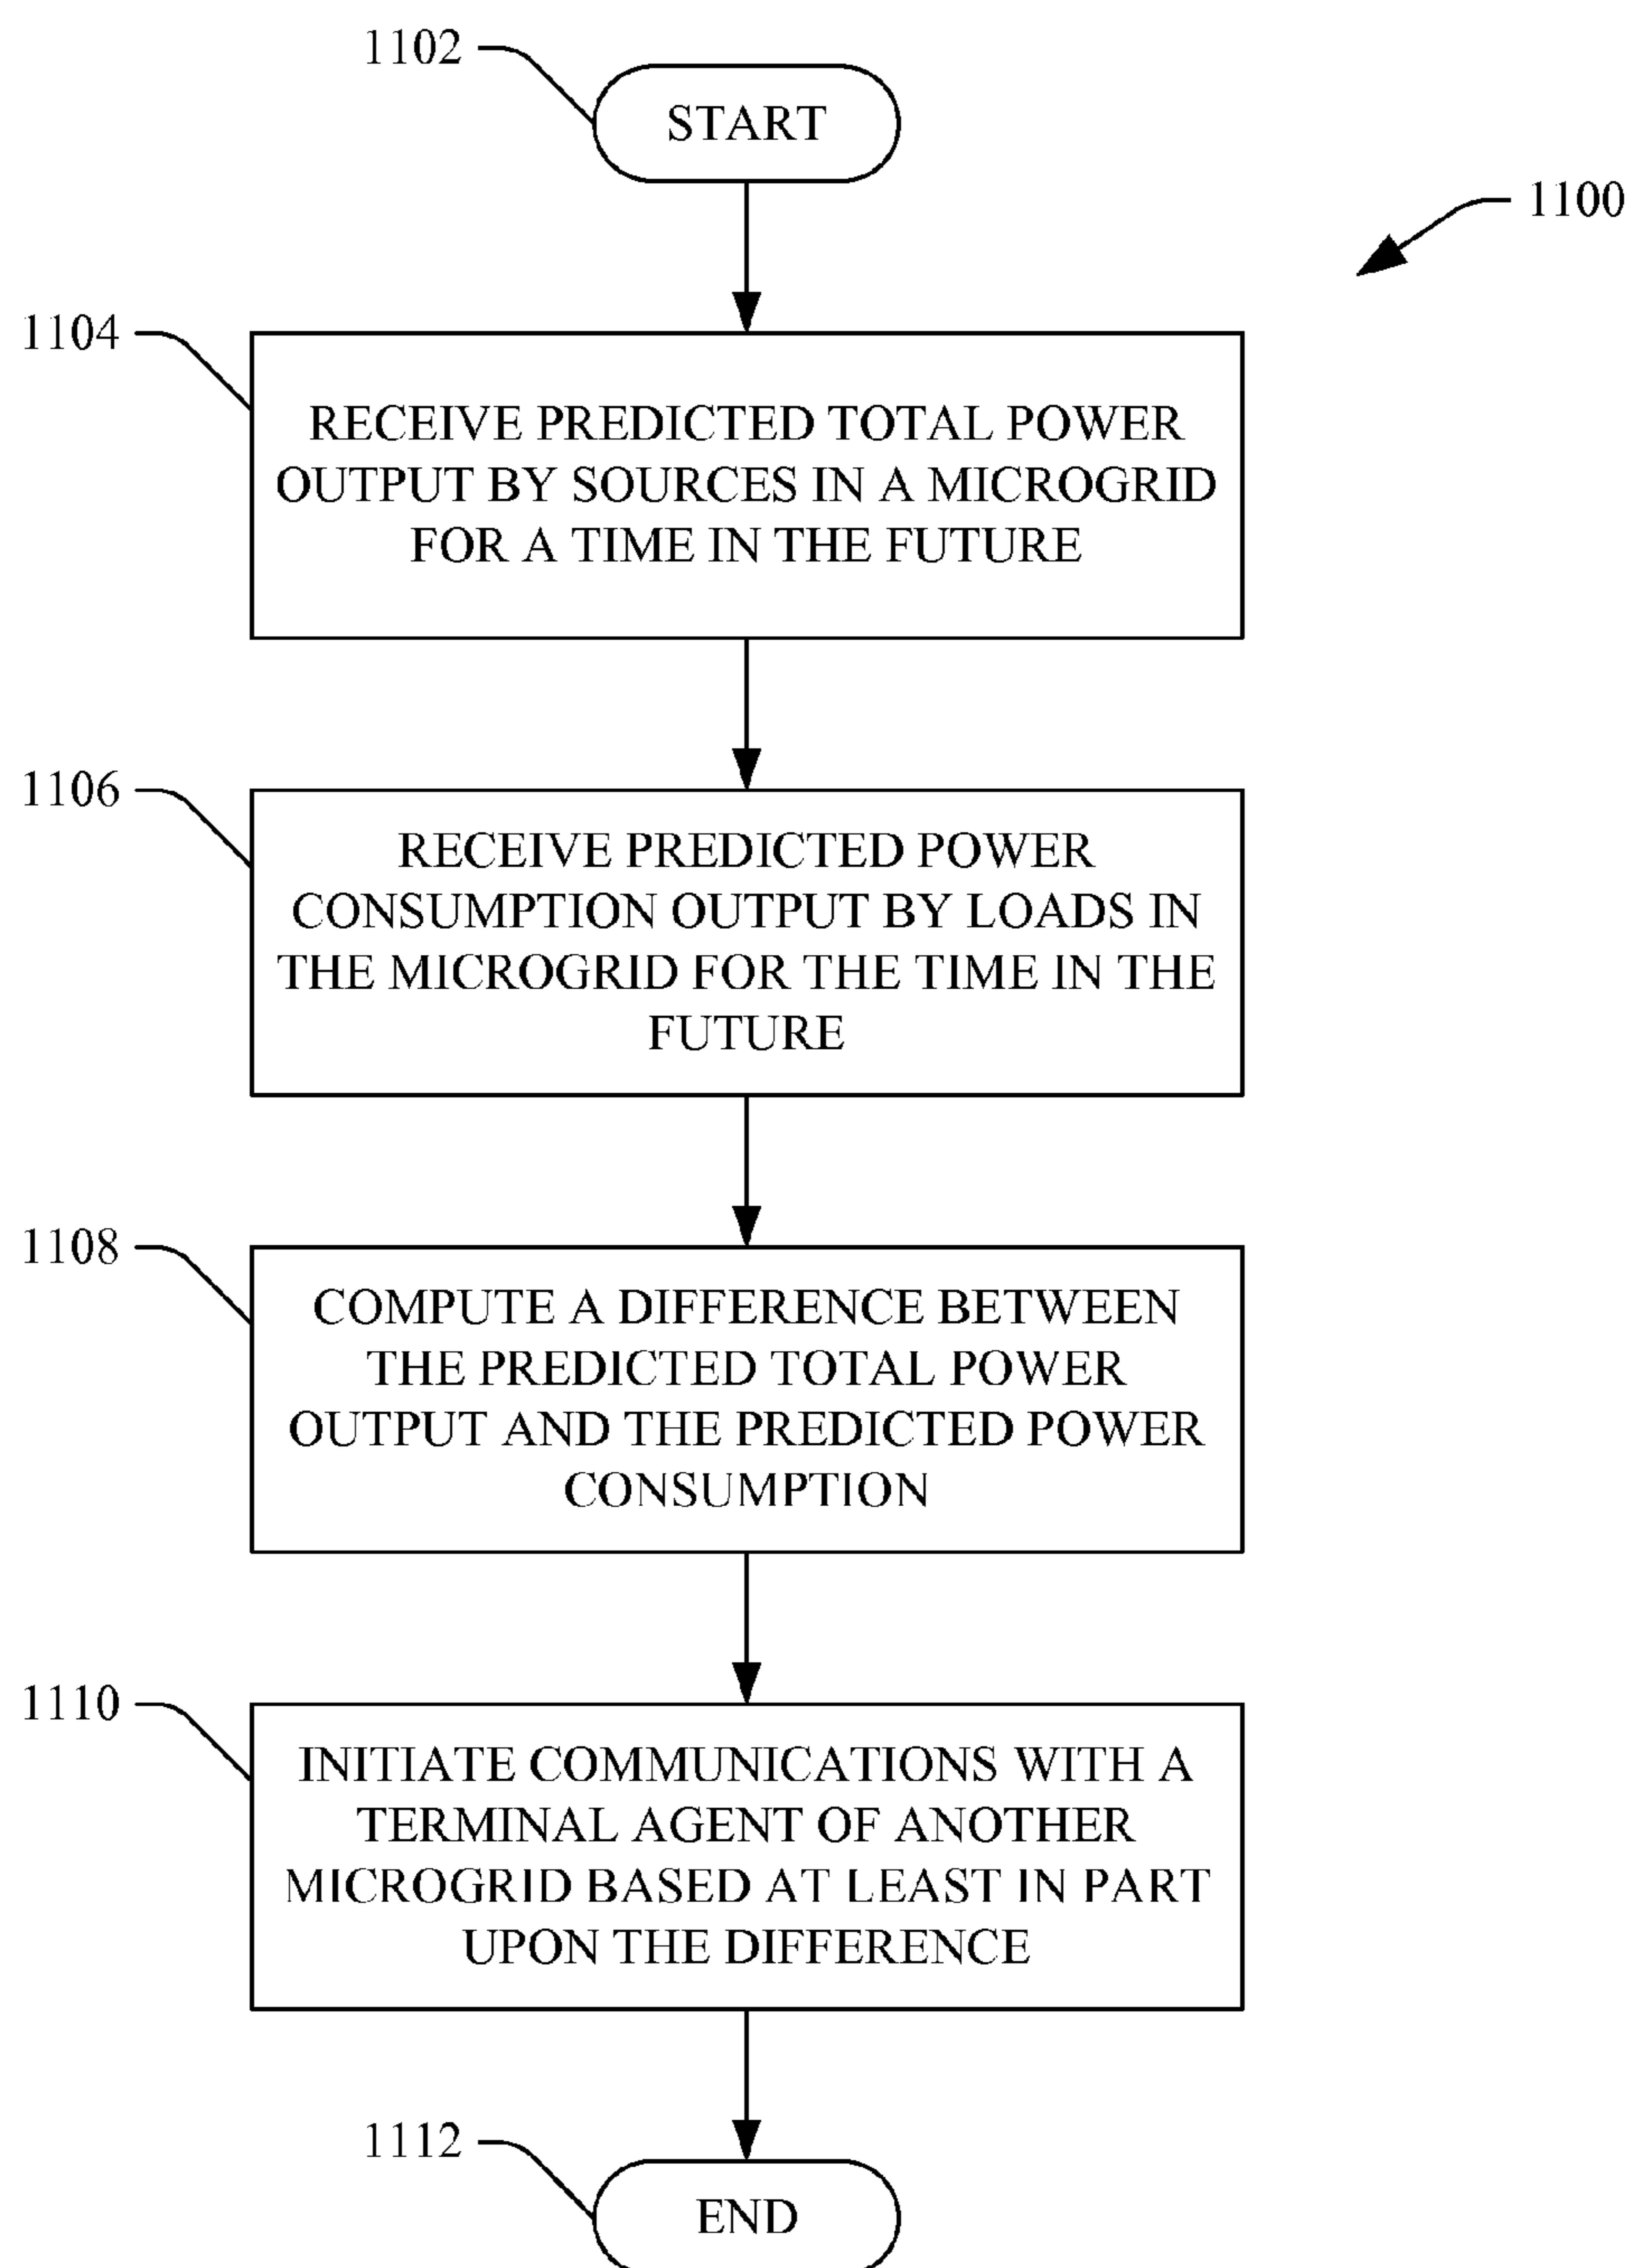 1102
START
1100
1104
RECEIVE PREDICTED TOTAL POWER
OUTPUT BY SOURCES IN A MICROGRID
FOR A TIME IN THE FUTURE
1106
RECEIVE PREDICTED POWER
CONSUMPTION OUTPUT BY LOADS IN
THE MICROGRID FOR THE TIME IN THE
FUTURE
1108
COMPUTE A DIFFERENCE BETWEEN
THE PREDICTED TOTAL POWER
OUTPUT AND THE PREDICTED POWER
CONSUMPTION
1110
INITIATE COMMUNICATIONS WITH A
TERMINAL AGENT OF ANOTHER
MICROGRID BASED AT LEAST IN PART
UPON THE DIFFERENCE
1112
END